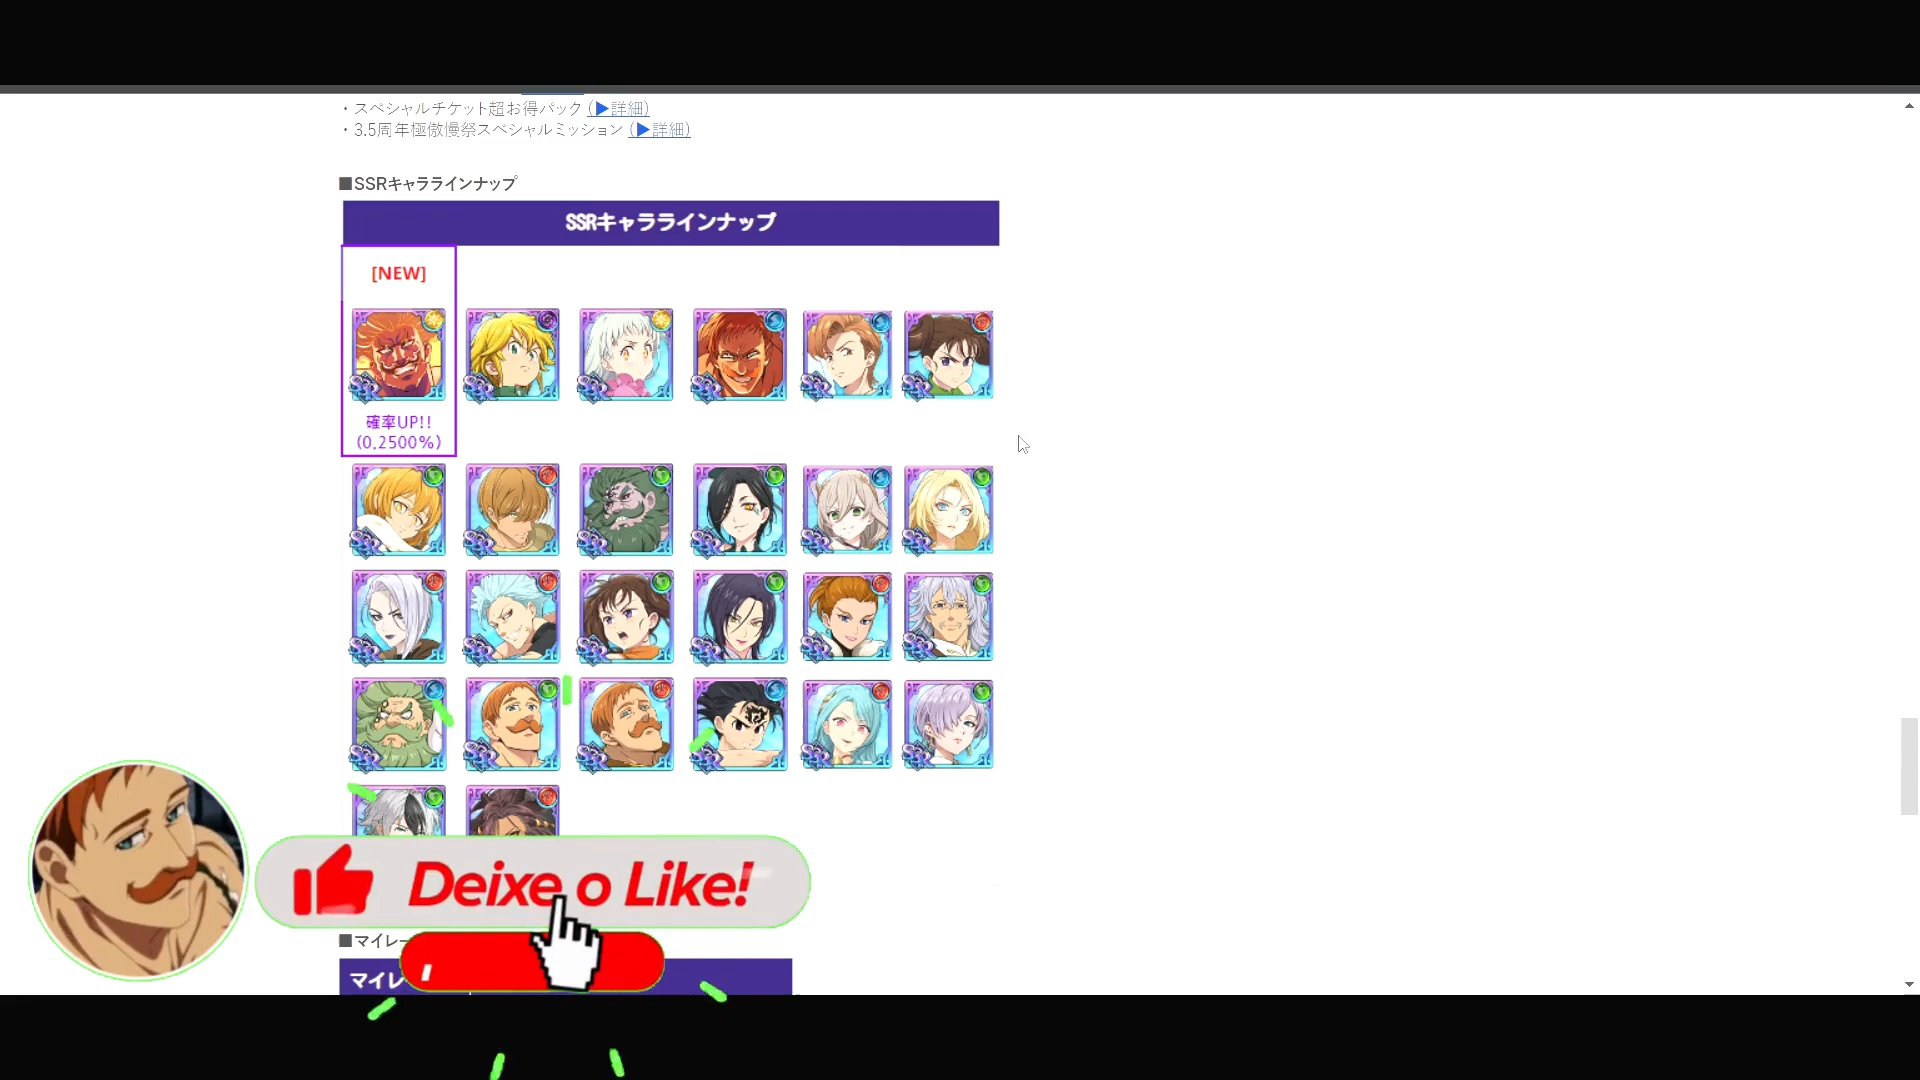 ・スペシャルチケット超お得パック (▶詳細)
・3.5周年極傲慢祭スペシャルミッション (▶詳細)
■SSRキャララインナップ
SSRキャララインナップ
[NEW]
確率UP!!
(0.2500%)
Deixe o Like!
■マイレー
マイレ